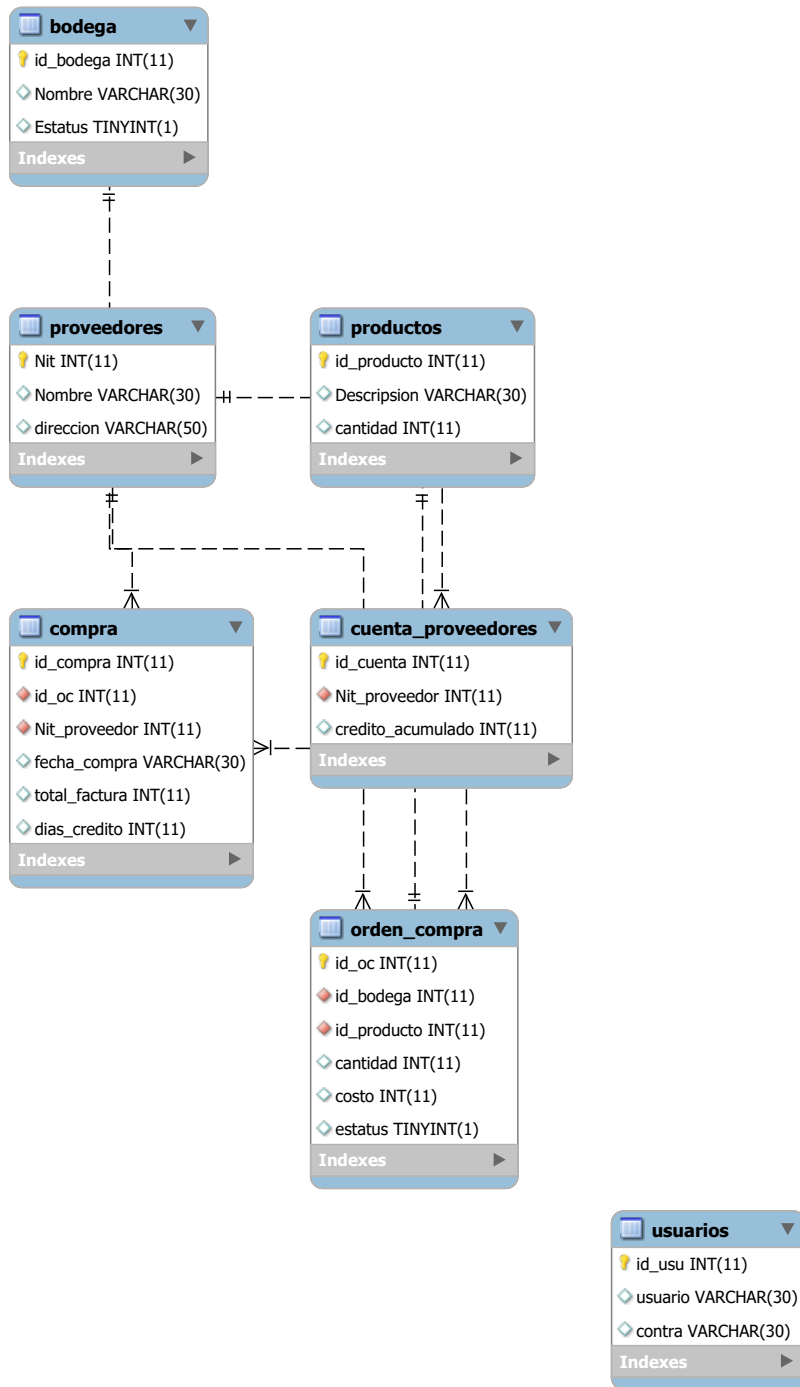 bodega
id_bodega INT(11)
Nombre VARCHAR(30)
Estatus TINYINT(1)
Indexes
proveedores
Nit INT(11)
Nombre VARCHAR(30)
direccion VARCHAR(50)
Indexes
productos
id_producto INT(11)
Descripsion VARCHAR(30)
cantidad INT(11)
Indexes
compra
id_compra INT(11)
id_oc INT(11)
Nit_proveedor INT(11)
fecha_compra VARCHAR(30)
total_factura INT(11)
dias_credito INT(11)
Indexes
cuenta_proveedores
id_cuenta INT(11)
Nit_proveedor INT(11)
credito_acumulado INT(11)
Indexes
orden_compra
id_oc INT(11)
id_bodega INT(11)
id_producto INT(11)
cantidad INT(11)
costo INT(11)
estatus TINYINT(1)
Indexes
usuarios
id_usu INT(11)
usuario VARCHAR(30)
contra VARCHAR(30)
Indexes